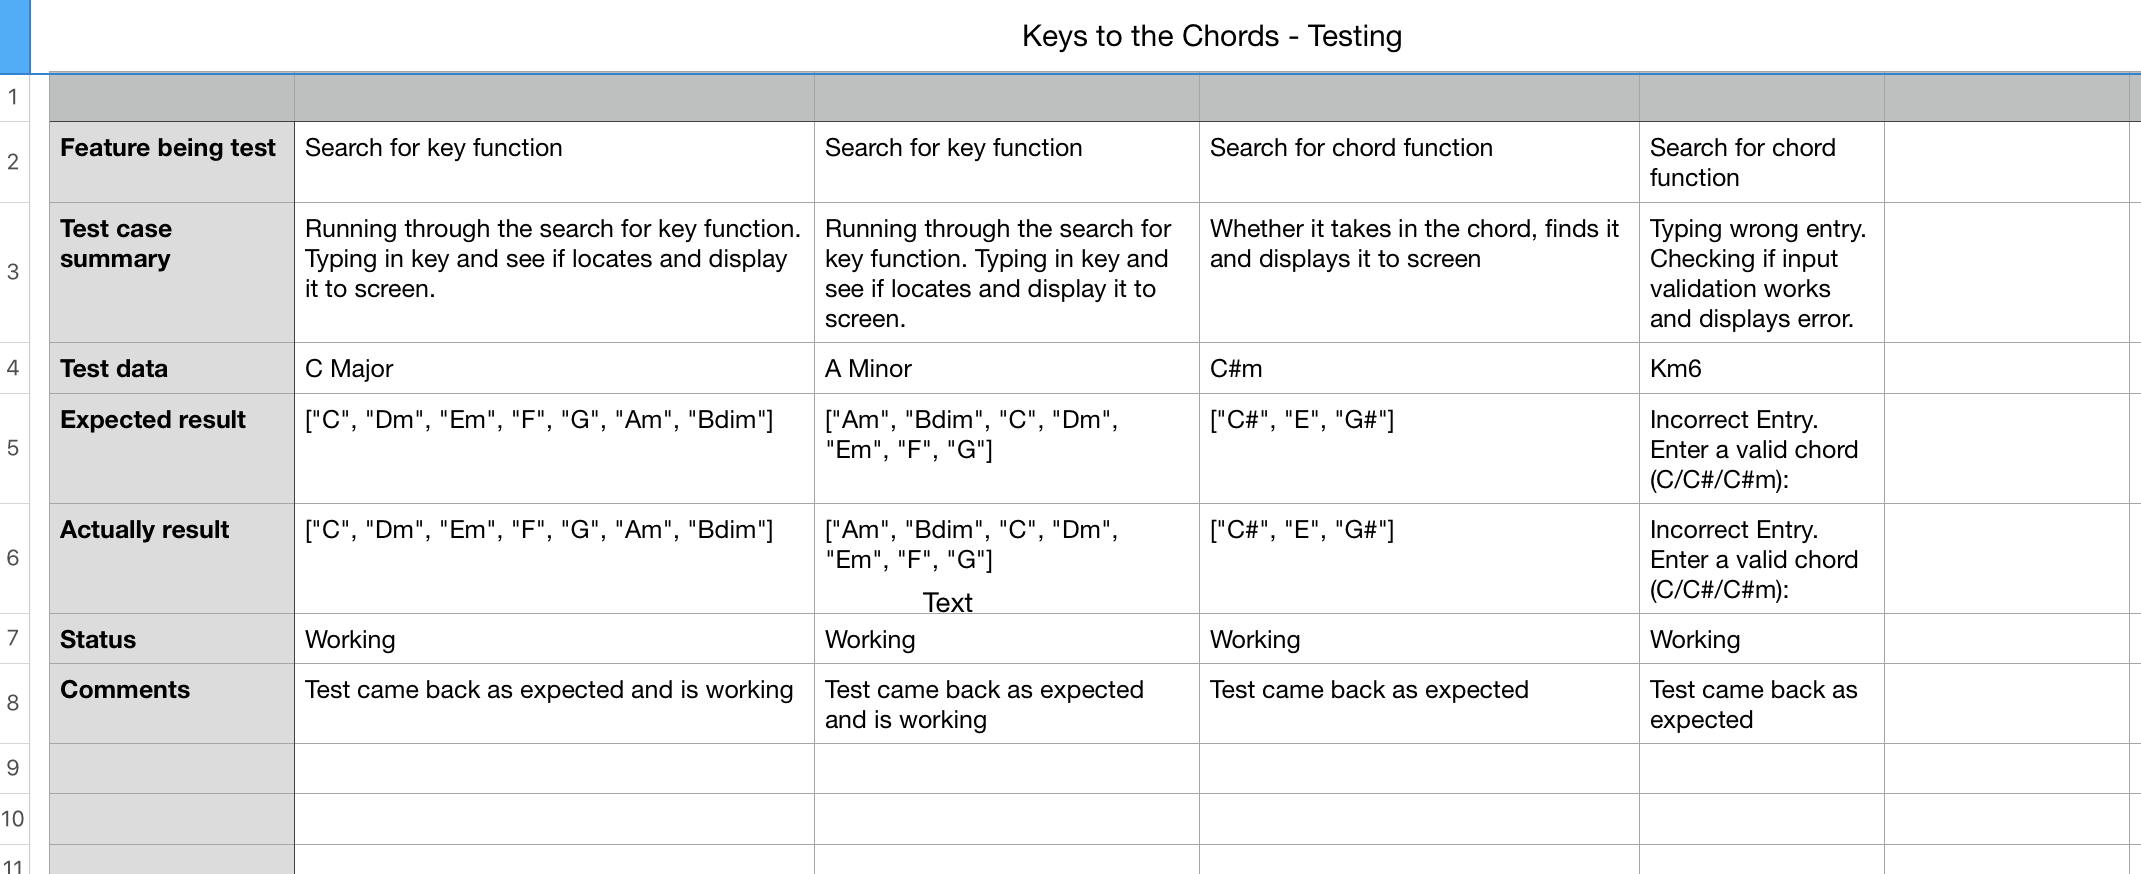 Keys to the Chords - Testing
1
2
Feature being test
Search for key function
Search for key function
Search for chord function
Search for chord
function
3
Test case
summary
Running through the search for key function.
Typing in key and see if locates and display
it to screen.
Running through the search for
key function. Typing in key and
see if locates and display it to
screen.
Whether it takes in the chord, finds it
and displays it to screen
Typing wrong entry.
Checking if input
validation works
and displays error.
4
Test data
C Major
A Minor
C#m
Km6
5
Expected result
["C", "Dm", "Em", "F", "G", "Am", "Bdim"]
["Am", "Bdim", "C", "Dm",
"Em", "F", "G"]
["C#", "E", "G#"]
Incorrect Entry.
Enter a valid chord
(C/C#/C#m):
6
Actually result
["C", "Dm", "Em", "F", "G", "Am", "Bdim"]
["Am", "Bdim", "C", "Dm",
"Em", "F", "G"]
Text
["C#", "E", "G#"]
Incorrect Entry.
Enter a valid chord
(C/C#/C#m):
7
Status
Working
Working
Working
Working
8
Comments
Test came back as expected and is working
Test came back as expected
and is working
Test came back as expected
Test came back as
expected
9
10
11